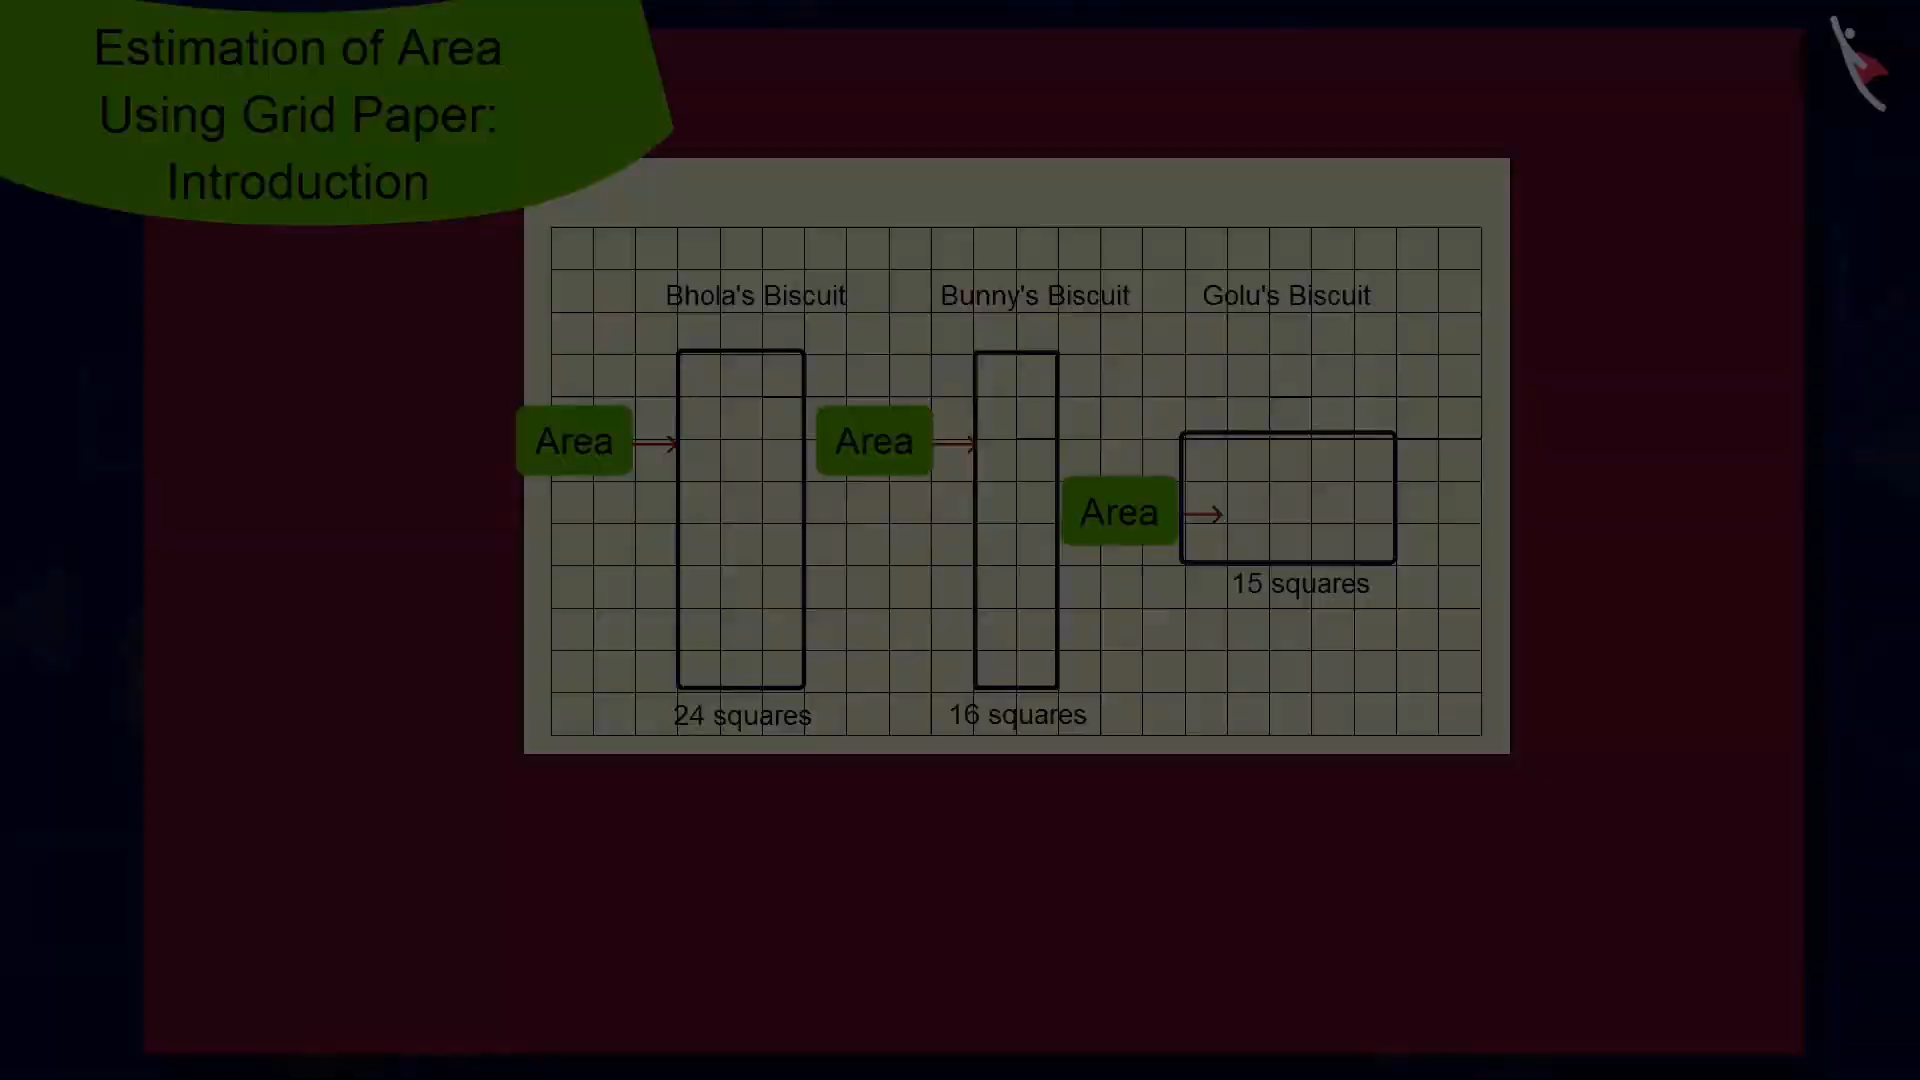 Estimation of Area
Using Grid Paper:
Introduction
Bhola's Biscuit
Bunny's Biscuit
Golu's Biscuit
Area
Area
Area
15 squares
24 squares
16 squares